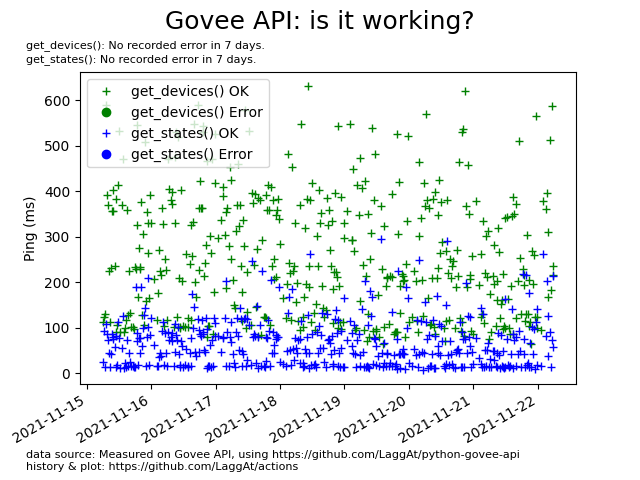 Govee API: is it working?
get_devices(): No recorded error in 7 days.
get_states(): No recorded error in 7 days.
get_devices() OK
get_devices() Error
get_states() OK
get_states() Error
Ping (ms)
600
500
400
300
200
100
0
2021-11-15
2021-11-16
2021-11-17
2021-11-18
2021-11-19
2021-11-20
2021-11-21
2021-11-22
data source: Measured on Govee API, using https://github.com/LaggAt/python-govee-api
history & plot: https://github.com/LaggAt/actions